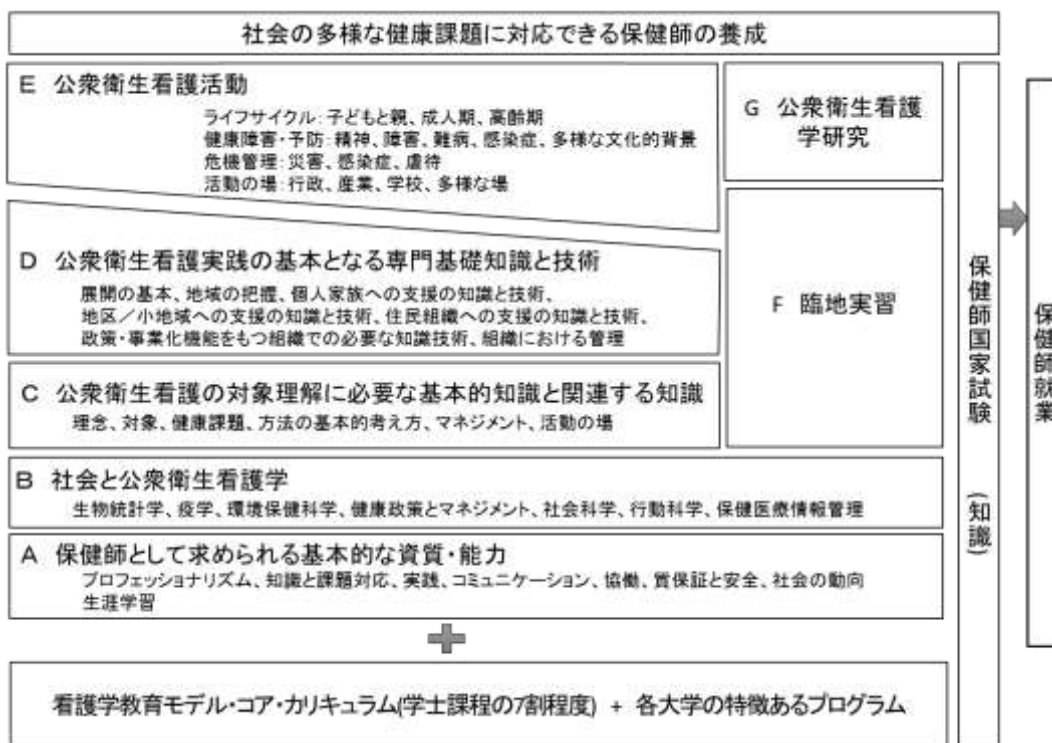 社会の多様な健康課題に対応できる保健師の養成
E 公衆衛生看護活動
ライフサイクル：子どもと親、成人期、高齢期
健康障害・予防：精神、障害、難病、感染症、多様な文化的背景
危機管理：災害、感染症、虐待
活動の場：行政、産業、学校、多様な場
G 公衆衛生看護
学研究
D 公衆衛生看護実践の基本となる専門基礎知識と技術
展開の基本、地域の把握、個人家族への支援の知識と技術、
地区／小地域への支援の知識と技術、住民組織への支援の知識と技術、
政策・事業化機能をもつ組織での必要な知識技術、組織における管理
F 臨地実習
C 公衆衛生看護の対象理解に必要な基本的知識と関連する知識
理念、対象、健康課題、方法の基本的考え方、マネジメント、活動の場
B 社会と公衆衛生看護学
生物統計学、疫学、環境保健科学、健康政策とマネジメント、社会科学、行動科学、保健医療情報管理
A 保健師として求められる基本的な資質・能力
プロフェッショナリズム、知識と課題対応、実践、コミュニケーション、協働、質保証と安全、社会の動向
生涯学習
看護学教育モデル・コア・カリキュラム(学士課程の7割程度) + 各大学の特徴あるプログラム
保健師国家試験 (知識)
保健師就業